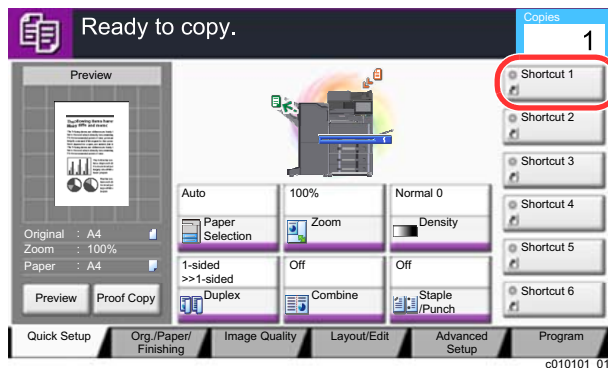 Ready to copy.
Copies
1
Preview
Original : A4
Zoom : 100%
Paper : A4
Preview
Proof Copy
Auto
Paper
Selection
100%
Zoom
Normal 0
Density
1-sided
>>1-sided
Duplex
Off
Combine
Off
Staple
/Punch
Shortcut 1
Shortcut 2
Shortcut 3
Shortcut 4
Shortcut 5
Shortcut 6
Quick Setup
Org./Paper/
Finishing
Image Quality
Layout/Edit
Advanced
Setup
Program
c010101_01